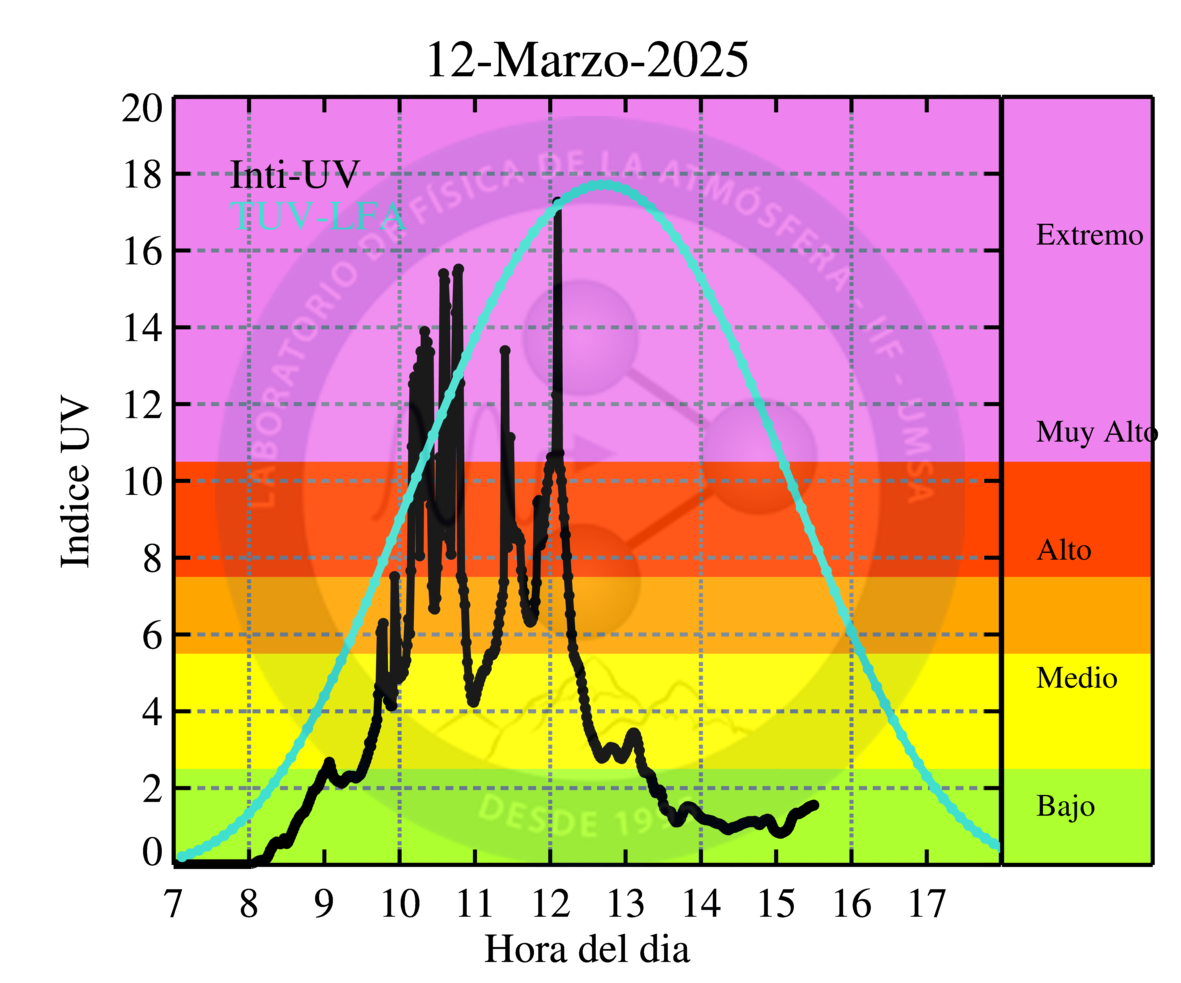 12-Marzo-2025
Indice UV
20
18
16
14
12
10
8
6
4
2
0
Inti-UV
TUV-LFA
LABORATORIO DE FÍSICA DE LA ATMÓSFERA - IIF - UMSA
DESDE 199
Extremo
Muy Alto
Alto
Medio
Bajo
7 8 9 10 11 12 13 14 15 16 17
Hora del dia